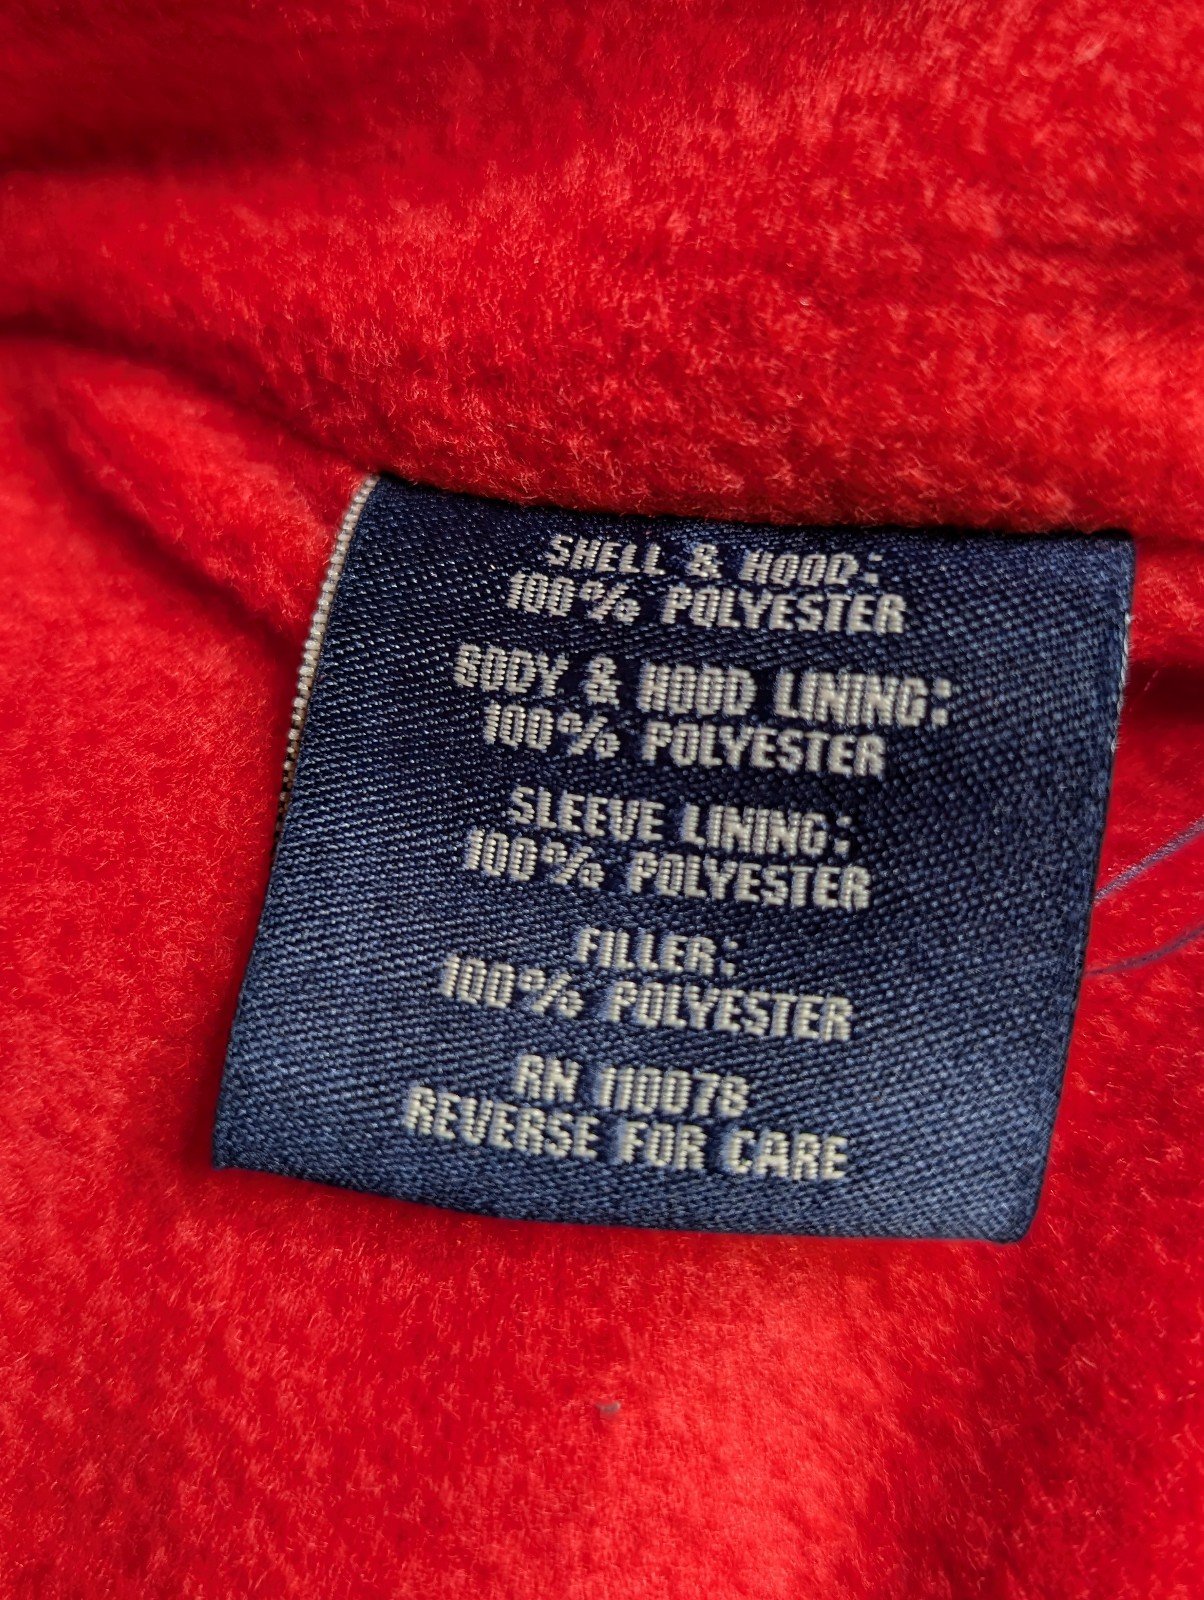 SHELL & HOOD:
100% POLYESTER
BODY & HOOD LINING:
100% POLYESTER
SLEEVE LINING:
100% POLYESTER
FILLER:
100% POLYESTER
RN 110078
REVERSE FOR CARE